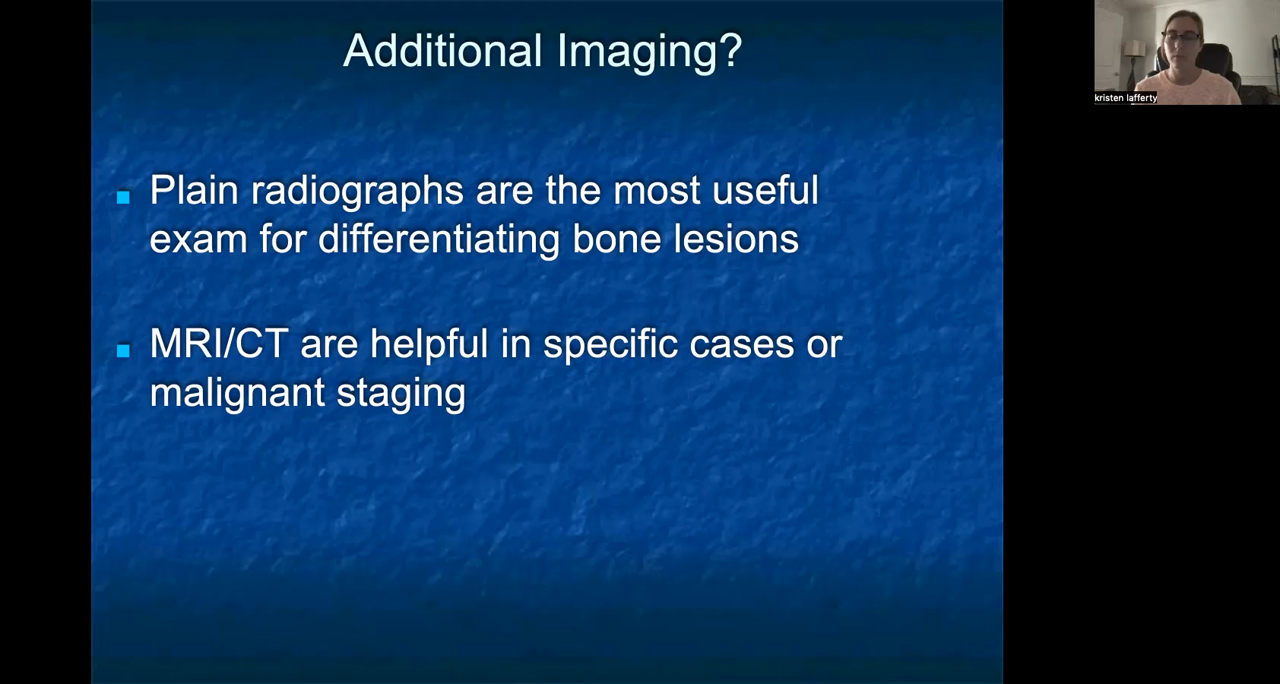 Additional Imaging?
Plain radiographs are the most useful
exam for differentiating bone lesions
MRI/CT are helpful in specific cases or
malignant staging
kristen lafferty